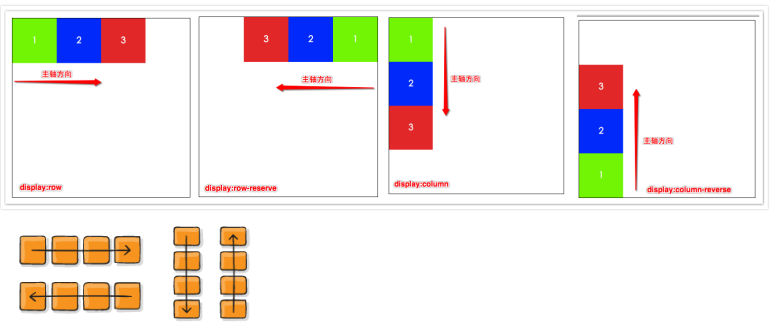 1 2 3
主轴方向
display:row
3 2 1
主轴方向
display:row-reserve
1
2
3
主轴方向
display:column
3
2
1
主轴方向
display:column-reverse